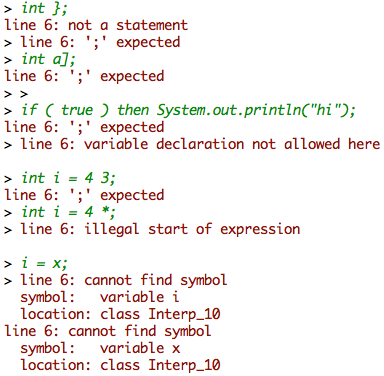 > int };
line 6: not a statement
> line 6: ';' expected
> int a];
line 6: ';' expected
> >
> if ( true ) then System.out.println("hi");
line 6: ';' expected
> line 6: variable declaration not allowed here
> int i = 4 3;
line 6: ';' expected
> int i = 4 *;
> line 6: illegal start of expression
> i = x;
> line 6: cannot find symbol
symbol: variable i
location: class Interp_10
line 6: cannot find symbol
symbol: variable x
location: class Interp_10